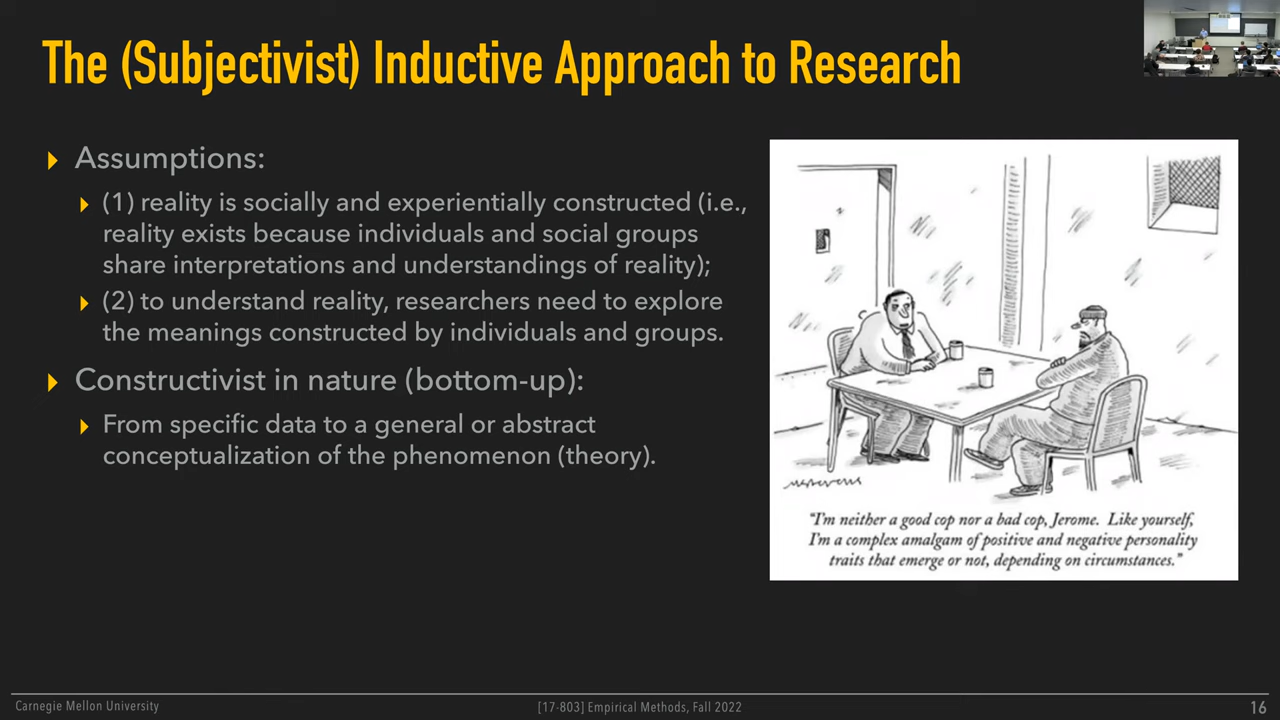 The (Subjectivist) Inductive Approach to Research
Assumptions:
(1) reality is socially and experientially constructed (i.e.,
reality exists because individuals and social groups
share interpretations and understandings of reality);
(2) to understand reality, researchers need to explore
the meanings constructed by individuals and groups.
Constructivist in nature (bottom-up):
From specific data to a general or abstract
conceptualization of the phenomenon (theory).
"I'm neither a good cop nor a bad cop, Jerome. Like yourself,
I'm a complex amalgam of positive and negative personality
traits that emerge or not, depending on circumstances."
Carnegie Mellon University
[17-803] Empirical Methods, Fall 2022
16